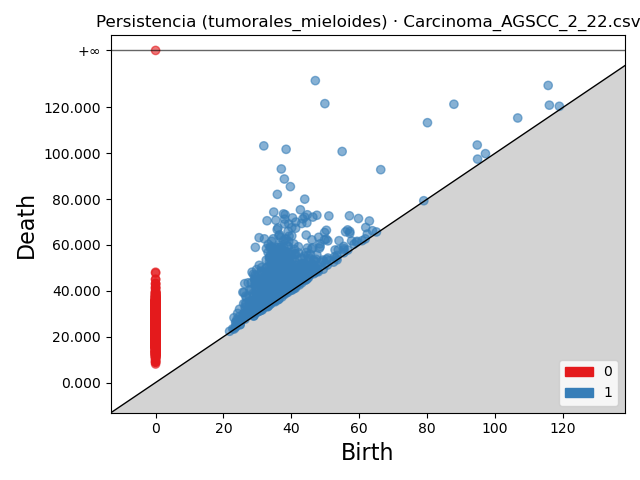 Persistencia (tumorales_mieloides) · Carcinoma_AGSCC_2_22.csv
+∞
120.000
100.000
80.000
60.000
40.000
20.000
0.000
Death
0 20 40 60 80 100 120
Birth
0
1